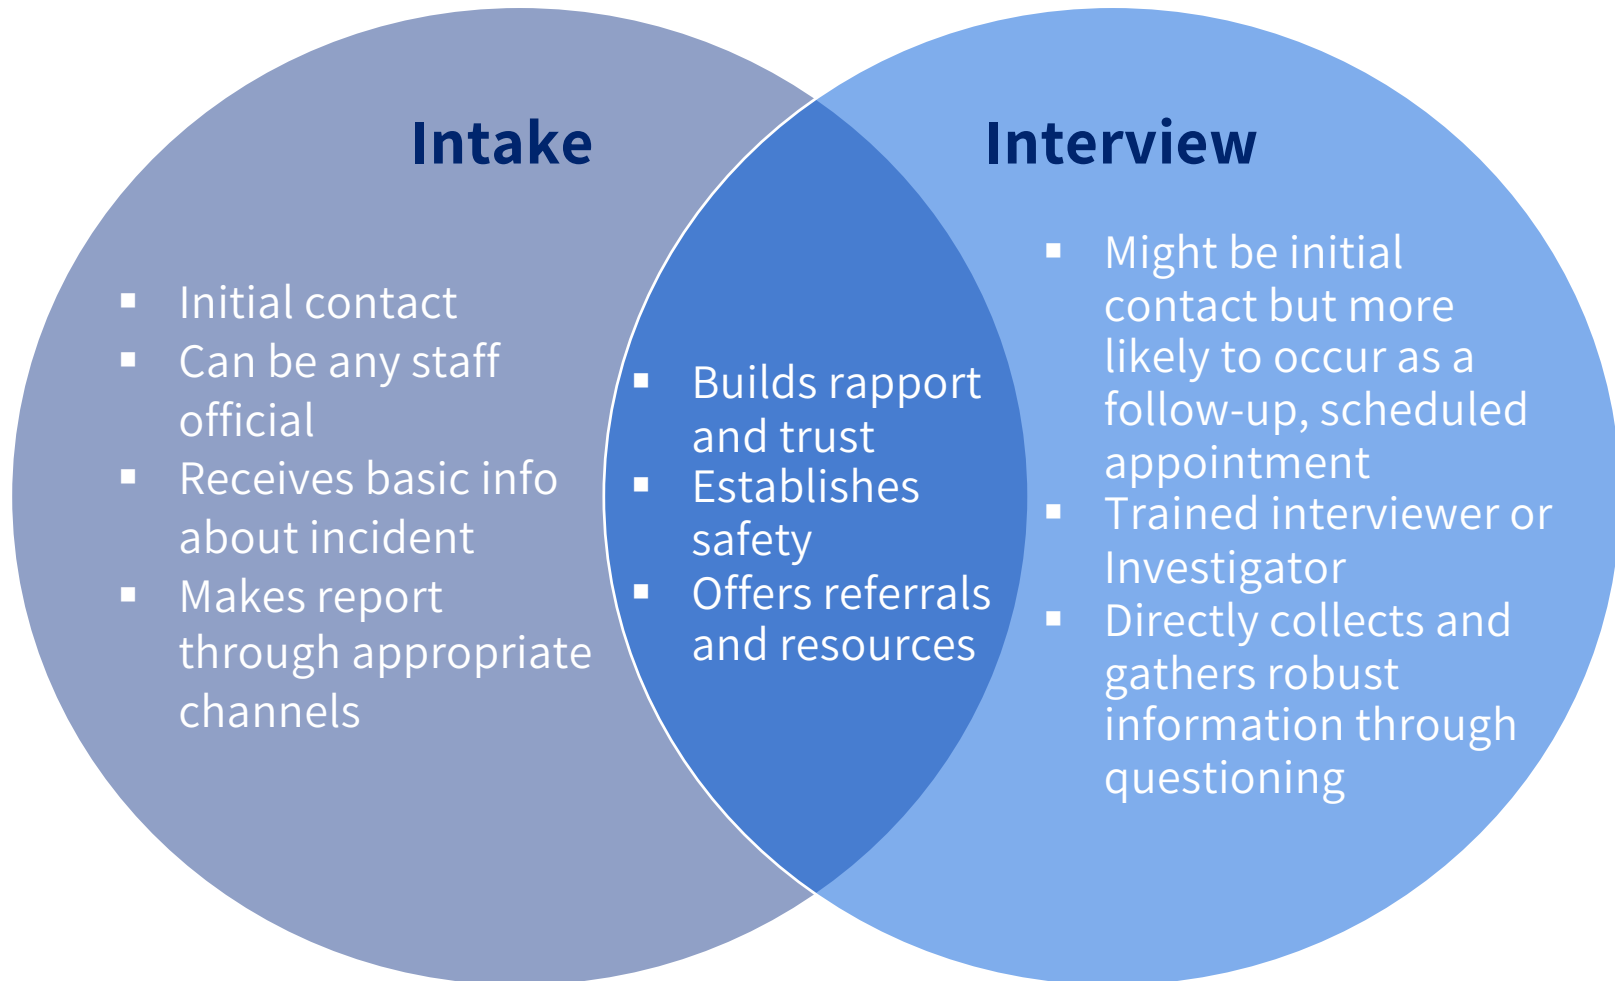 Intake
▪ Initial contact
▪ Can be any staff
official
▪ Receives basic info
about incident
▪ Makes report
through appropriate
channels
▪ Builds rapport
and trust
▪ Establishes
safety
▪ Offers referrals
and resources
Interview
▪ Might be initial
contact but more
likely to occur as a
follow-up, scheduled
appointment
▪ Trained interviewer or
Investigator
▪ Directly collects and
gathers robust
information through
questioning